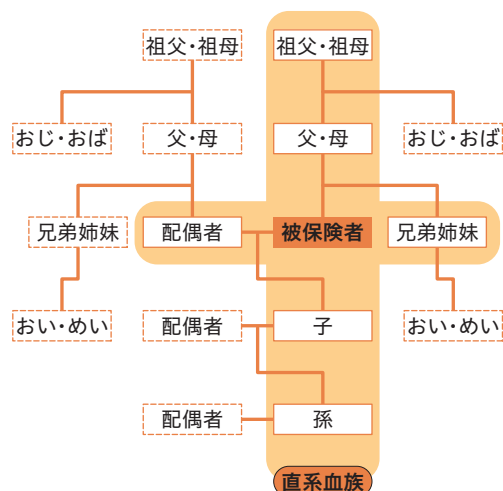 祖父・祖母
祖父・祖母
おじ・おば
父・母
父・母
おじ・おば
兄弟姉妹
配偶者
被保険者
兄弟姉妹
おい・めい
配偶者
子
おい・めい
配偶者
孫
直系血族